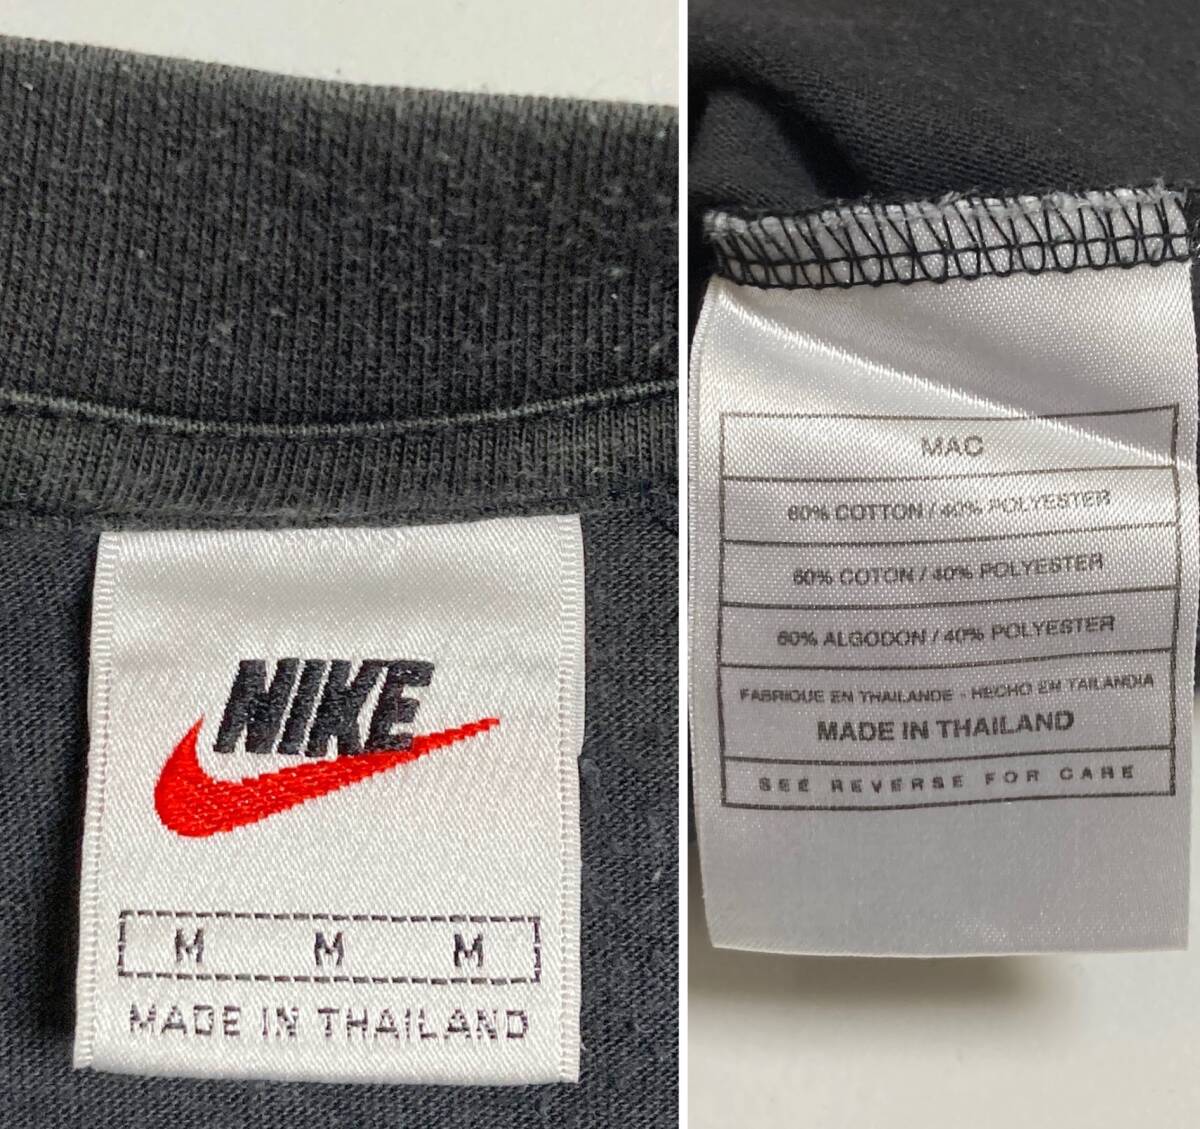 NIKE
M M M
MADE IN THAILAND
MAC
60% COTTON / 40% POLYESTER
60% COTON / 40% POLYESTER
60% ALGODON / 40% POLYESTER
FABRIQUE EN THAILANDE - HECHO EN TAILANDIA
MADE IN THAILAND
SEE REVERSE FOR CARE